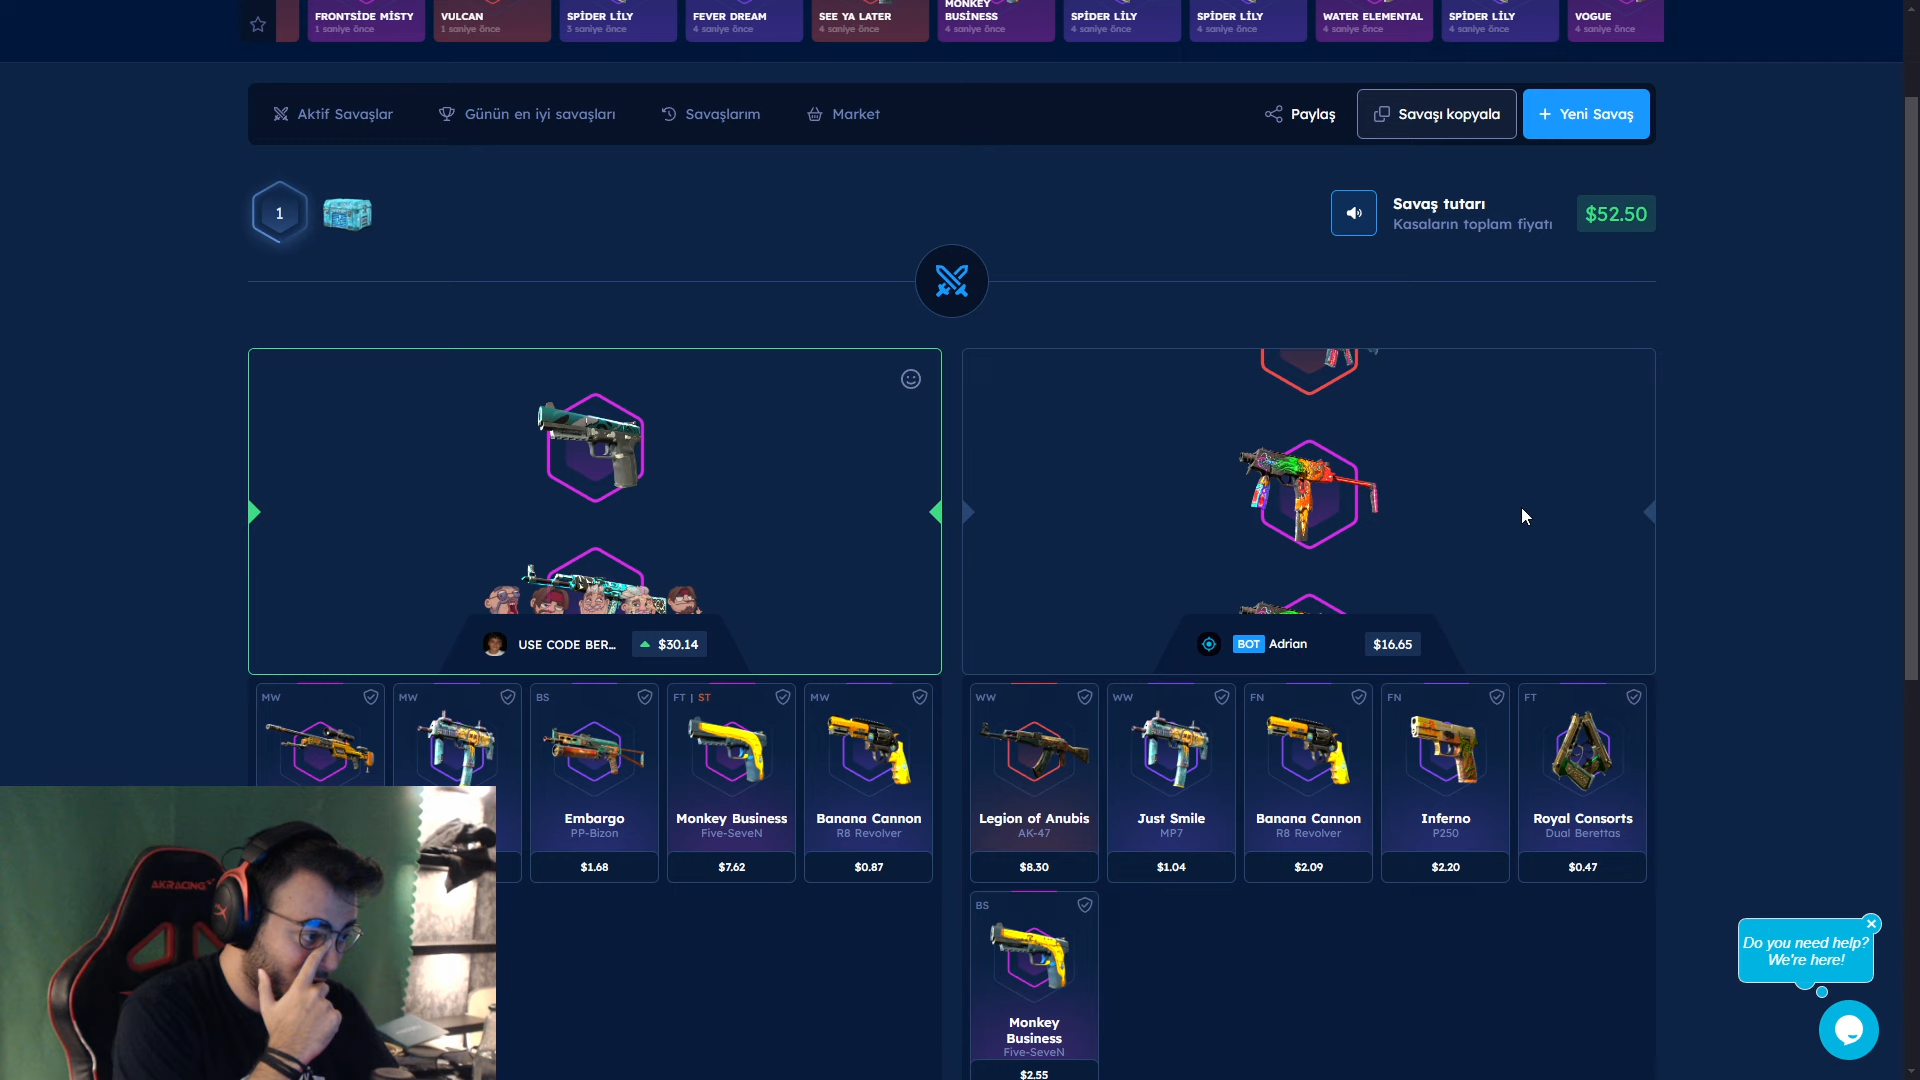 FRONTSİDE MİSTY
1 saniye önce
VULCAN
1 saniye önce
SPİDER LİLY
3 saniye önce
FEVER DREAM
4 saniye önce
SEE YA LATER
4 saniye önce
MONKEY
BUSİNESS
4 saniye önce
SPİDER LİLY
4 saniye önce
SPİDER LİLY
4 saniye önce
WATER ELEMENTAL
4 saniye önce
SPİDER LİLY
4 saniye önce
VOGUE
4 saniye önce
Aktif Savaşlar
Günün en iyi savaşları
Savaşlarım
Market
Paylaş
Savaşı kopyala
+ Yeni Savaş
1
Savaş tutarı
Kasaların toplam fiyatı
$52.50
USE CODE BER...
$30.14
BOT Adrian
$16.65
MW
MW
BS
Embargo
PP-Bizon
$1.68
FT | ST
Monkey Business
Five-SeveN
$7.62
MW
Banana Cannon
R8 Revolver
$0.87
WW
Legion of Anubis
AK-47
$8.30
WW
Just Smile
MP7
$1.04
FN
Banana Cannon
R8 Revolver
$2.09
FN
Inferno
P250
$2.20
FT
Royal Consorts
Dual Berettas
$0.47
BS
Monkey
Business
Five-SeveN
$2.55
AKRACING
Do you need help?
We're here!